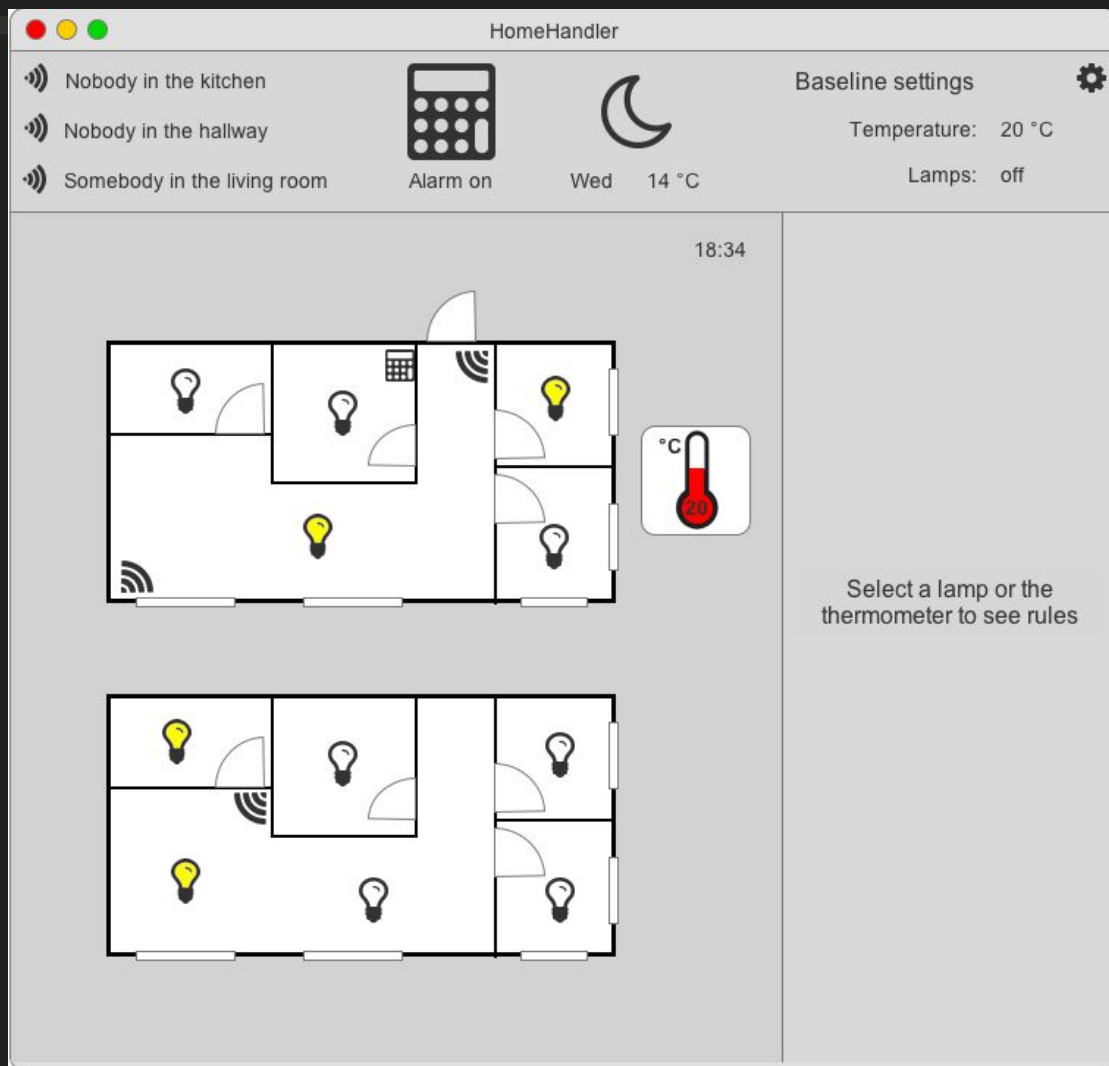 HomeHandler
Nobody in the kitchen
Nobody in the hallway
Somebody in the living room
Alarm on
Wed 14 °C
Baseline settings
Temperature: 20 °C
Lamps: off
18:34
°C
20
Select a lamp or the
thermometer to see rules